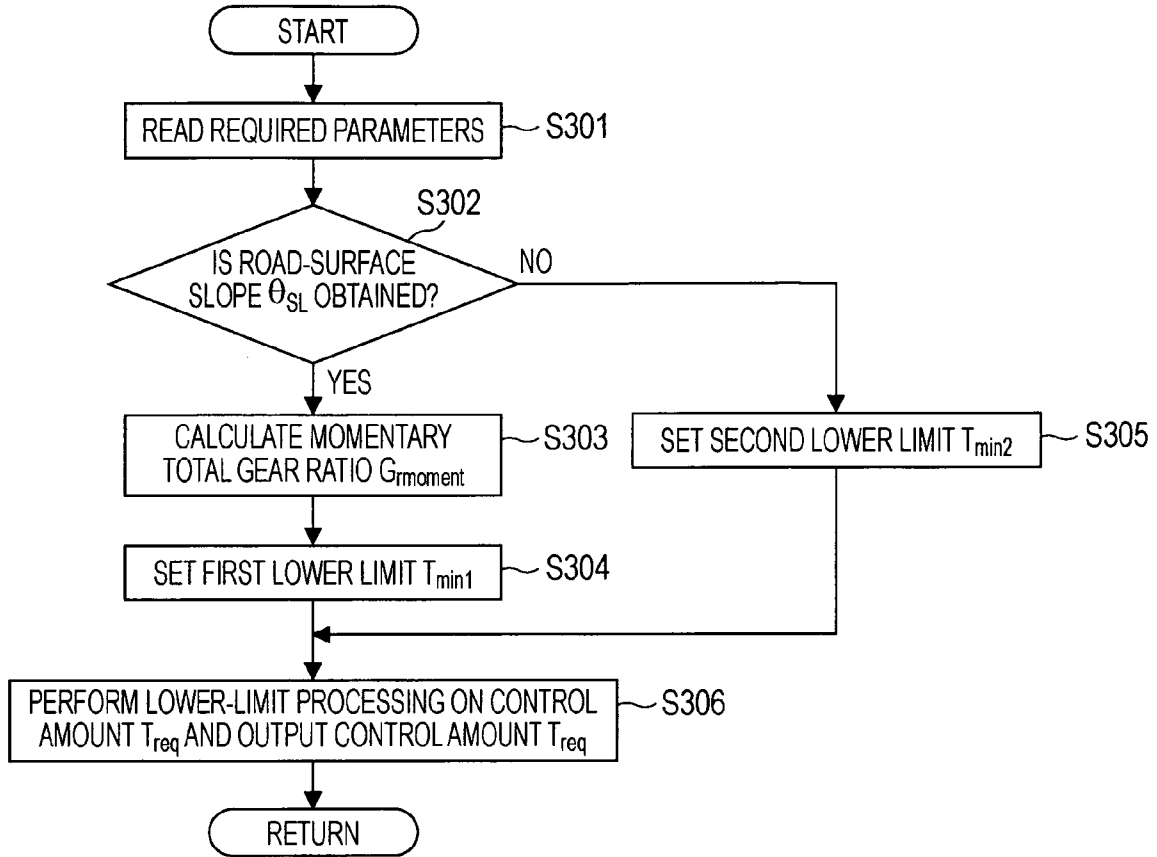 START
READ REQUIRED PARAMETERS
S301
S302
IS ROAD-SURFACE
SLOPE θSL OBTAINED?
NO
YES
CALCULATE MOMENTARY
TOTAL GEAR RATIO Grmoment
S303
SET SECOND LOWER LIMIT Tmin2
S305
SET FIRST LOWER LIMIT Tmin1
S304
PERFORM LOWER-LIMIT PROCESSING ON CONTROL
AMOUNT Treq AND OUTPUT CONTROL AMOUNT Treq
S306
RETURN